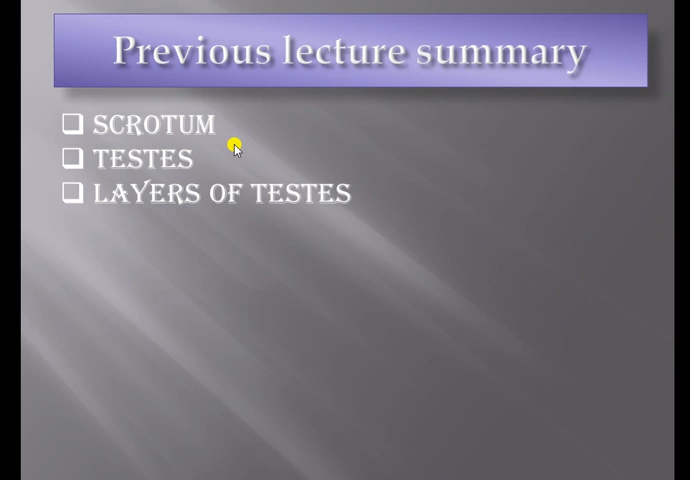 Previous lecture summary
❑ SCROTUM
❑ TESTES
❑ LAYERS OF TESTES